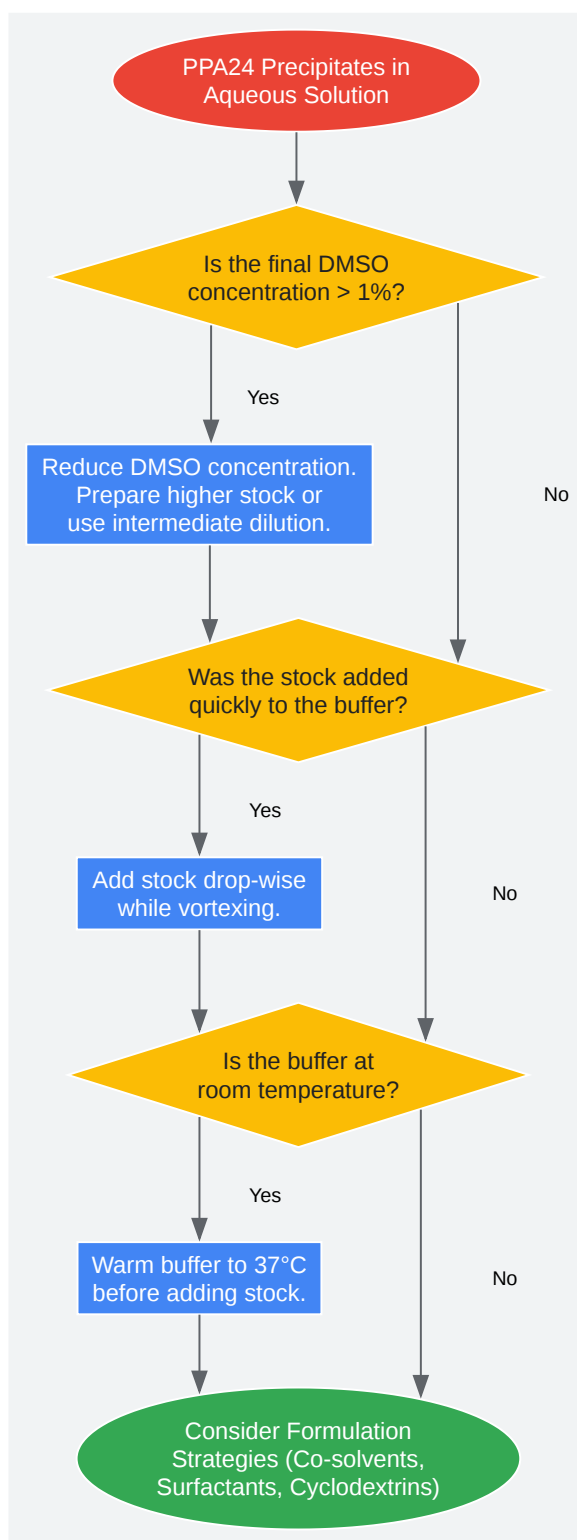 PPA24 Precipitates in
Aqueous Solution
Is the final DMSO
concentration > 1%?
Yes
Reduce DMSO concentration.
Prepare higher stock or
use intermediate dilution.
No
Was the stock added
quickly to the buffer?
Yes
Add stock drop-wise
while vortexing.
No
Is the buffer at
room temperature?
Yes
Warm buffer to 37°C
before adding stock.
No
Consider Formulation
Strategies (Co-solvents,
Surfactants, Cyclodextrins)